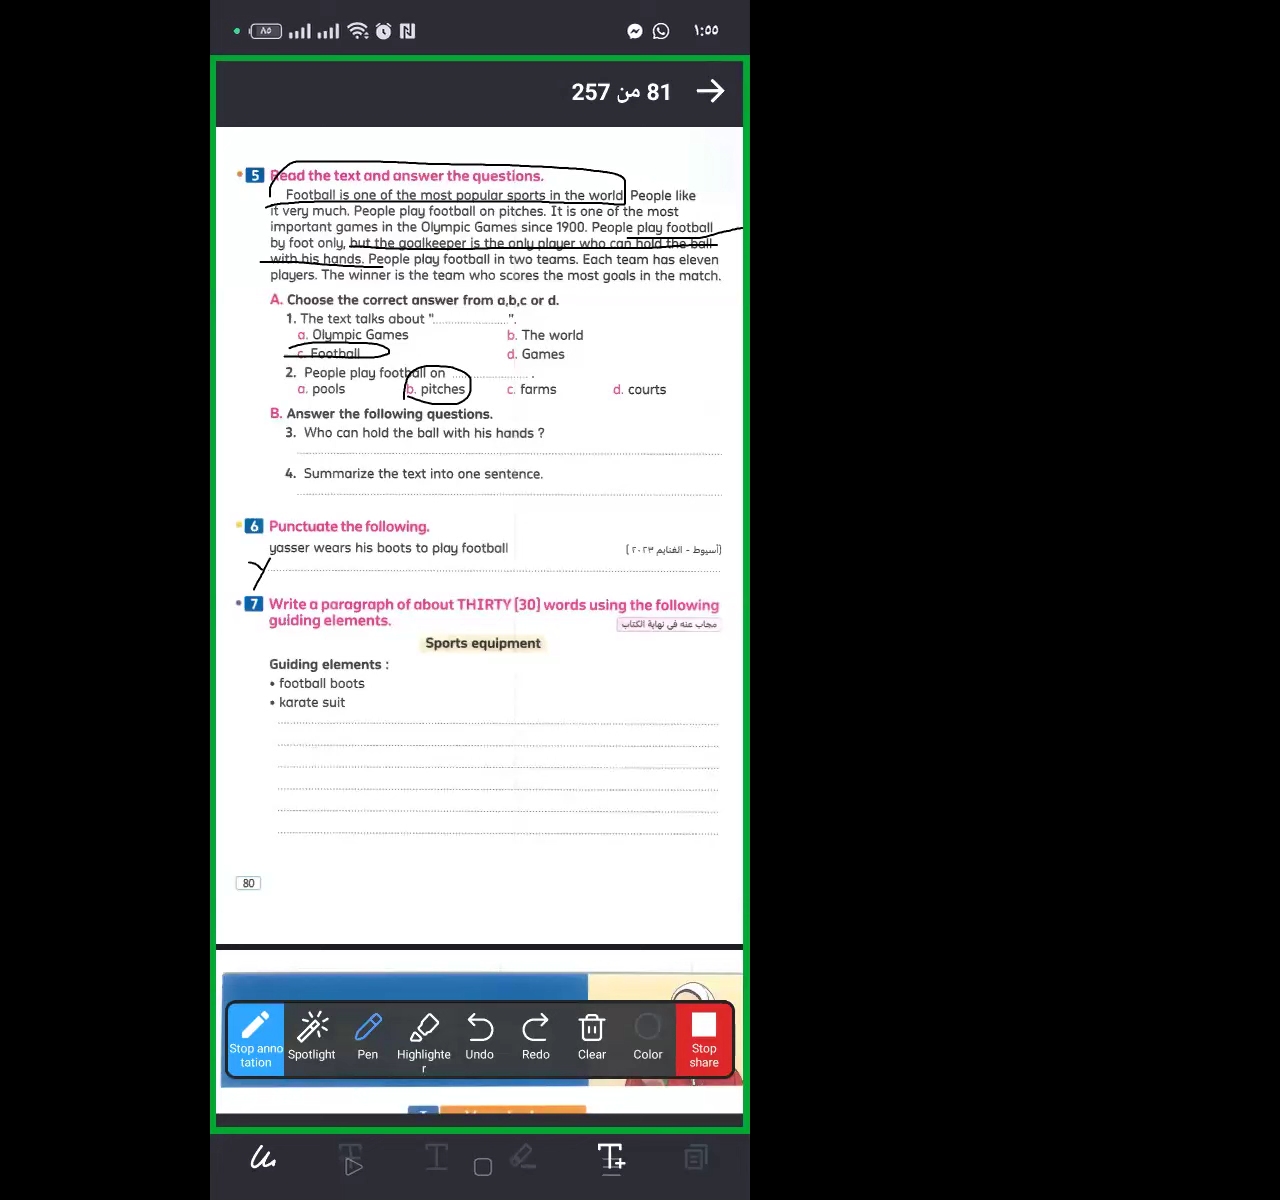 ٨٥
١:٥٥
81 من 257
5 Read the text and answer the questions.
Football is one of the most popular sports in the world. People like
it very much. People play football on pitches. It is one of the most
important games in the Olympic Games since 1900. People play football
by foot only, but the goalkeeper is the only player who can hold the ball
with his hands. People play football in two teams. Each team has eleven
players. The winner is the team who scores the most goals in the match.
A. Choose the correct answer from a,b,c or d.
1. The text talks about "....................".
a. Olympic Games b. The world
c. Football d. Games
2. People play football on .................... .
a. pools b. pitches c. farms d. courts
B. Answer the following questions.
3. Who can hold the ball with his hands ?
4. Summarize the text into one sentence.
6 Punctuate the following.
yasser wears his boots to play football (أسيوط - الغنايم ٢٠٢٣)
Y
7 Write a paragraph of about THIRTY [30] words using the following
guiding elements. مجاب عنه في نهاية الكتاب
Sports equipment
Guiding elements :
• football boots
• karate suit
80
Stop anno
tation
Spotlight
Pen
Highlighte
r
Undo
Redo
Clear
Color
Stop
share